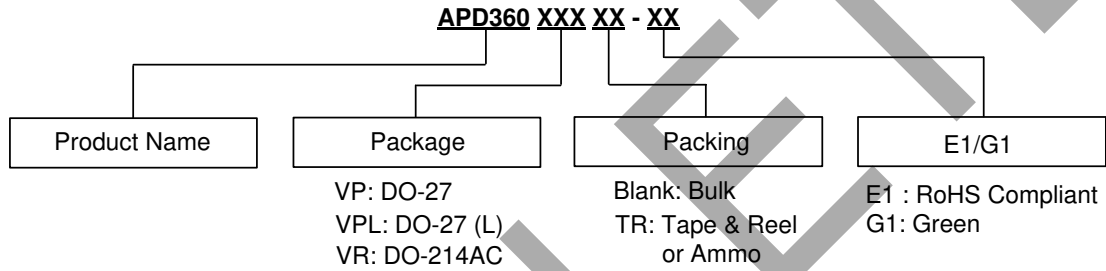 APD360 XXX XX - XX
Product Name
Package
Packing
E1/G1
VP: DO-27
VPL: DO-27 (L)
VR: DO-214AC
Blank: Bulk
TR: Tape & Reel
or Ammo
E1 : RoHS Compliant
G1: Green